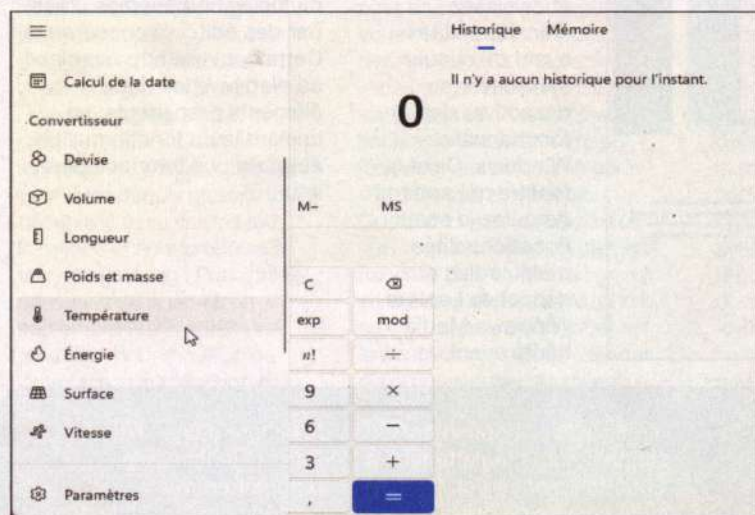 Historique Mémoire
Calcul de la date
Il n'y a aucun historique pour l'instant.
0
Convertisseur
Devise
Volume
Longueur
Poids et masse
Température
Énergie
Surface
Vitesse
Paramètres
M- MS
C
exp mod
n! ÷
9 ×
6 −
3 +
, =